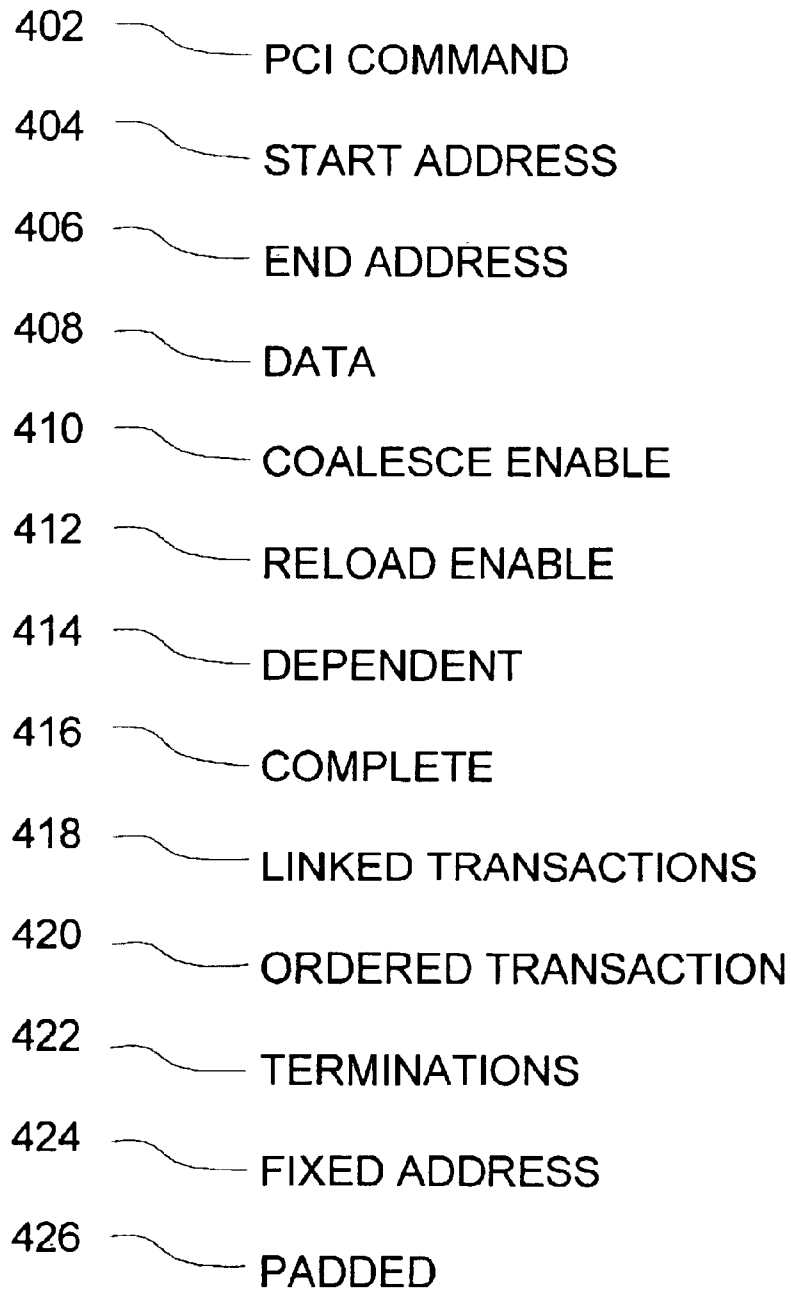 402
PCI COMMAND
404
START ADDRESS
406
END ADDRESS
408
DATA
410
COALESCE ENABLE
412
RELOAD ENABLE
414
DEPENDENT
416
COMPLETE
418
LINKED TRANSACTIONS
420
ORDERED TRANSACTION
422
TERMINATIONS
424
FIXED ADDRESS
426
PADDED